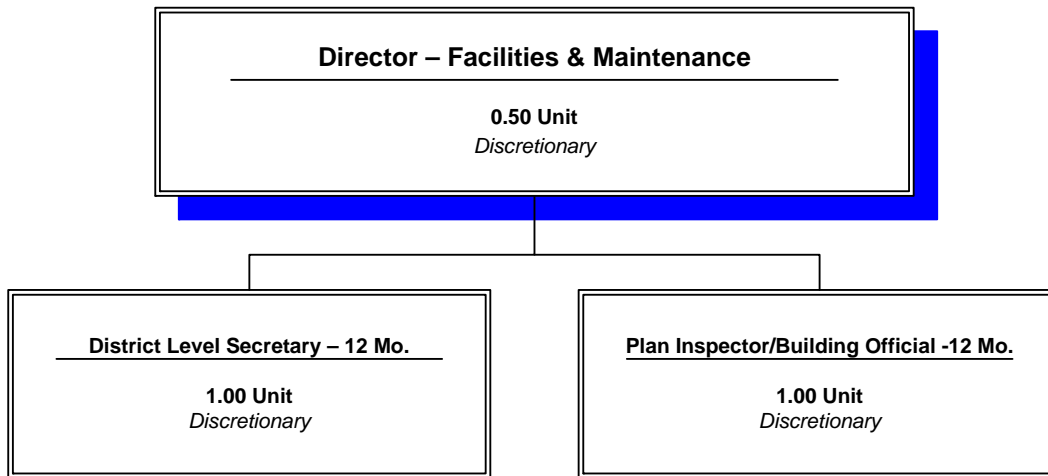 Director – Facilities & Maintenance
0.50 Unit
Discretionary
District Level Secretary – 12 Mo.
1.00 Unit
Discretionary
Plan Inspector/Building Official -12 Mo.
1.00 Unit
Discretionary